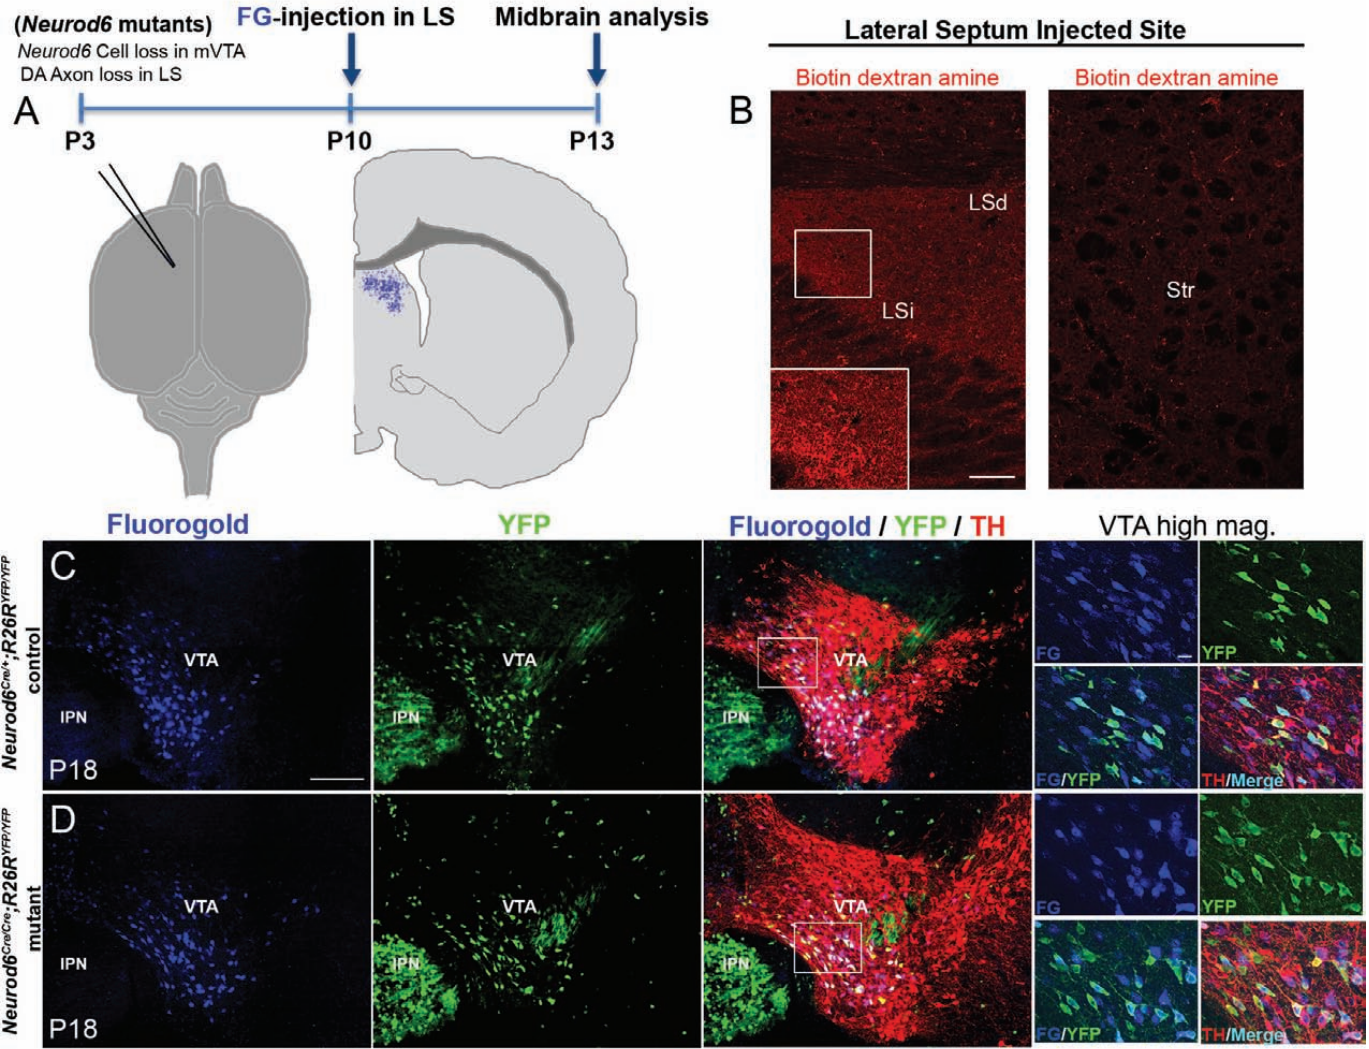 (Neurod6 mutants)
Neurod6 Cell loss in mVTA
DA Axon loss in LS
FG-injection in LS
Midbrain analysis
A
P3
P10
P13
Lateral Septum Injected Site
Biotin dextran amine
Biotin dextran amine
B
LSd
LSi
Str
Fluorogold
YFP
Fluorogold / YFP / TH
VTA high mag.
Neurod6Cre/+;R26RYFP/YFP
control
C
VTA
IPN
P18
VTA
IPN
VTA
IPN
FG
YFP
FG/YFP
TH/Merge
Neurod6Cre/Cre;R26RYFP/YFP
mutant
D
VTA
IPN
P18
VTA
IPN
VTA
IPN
FG
YFP
FG/YFP
TH/Merge